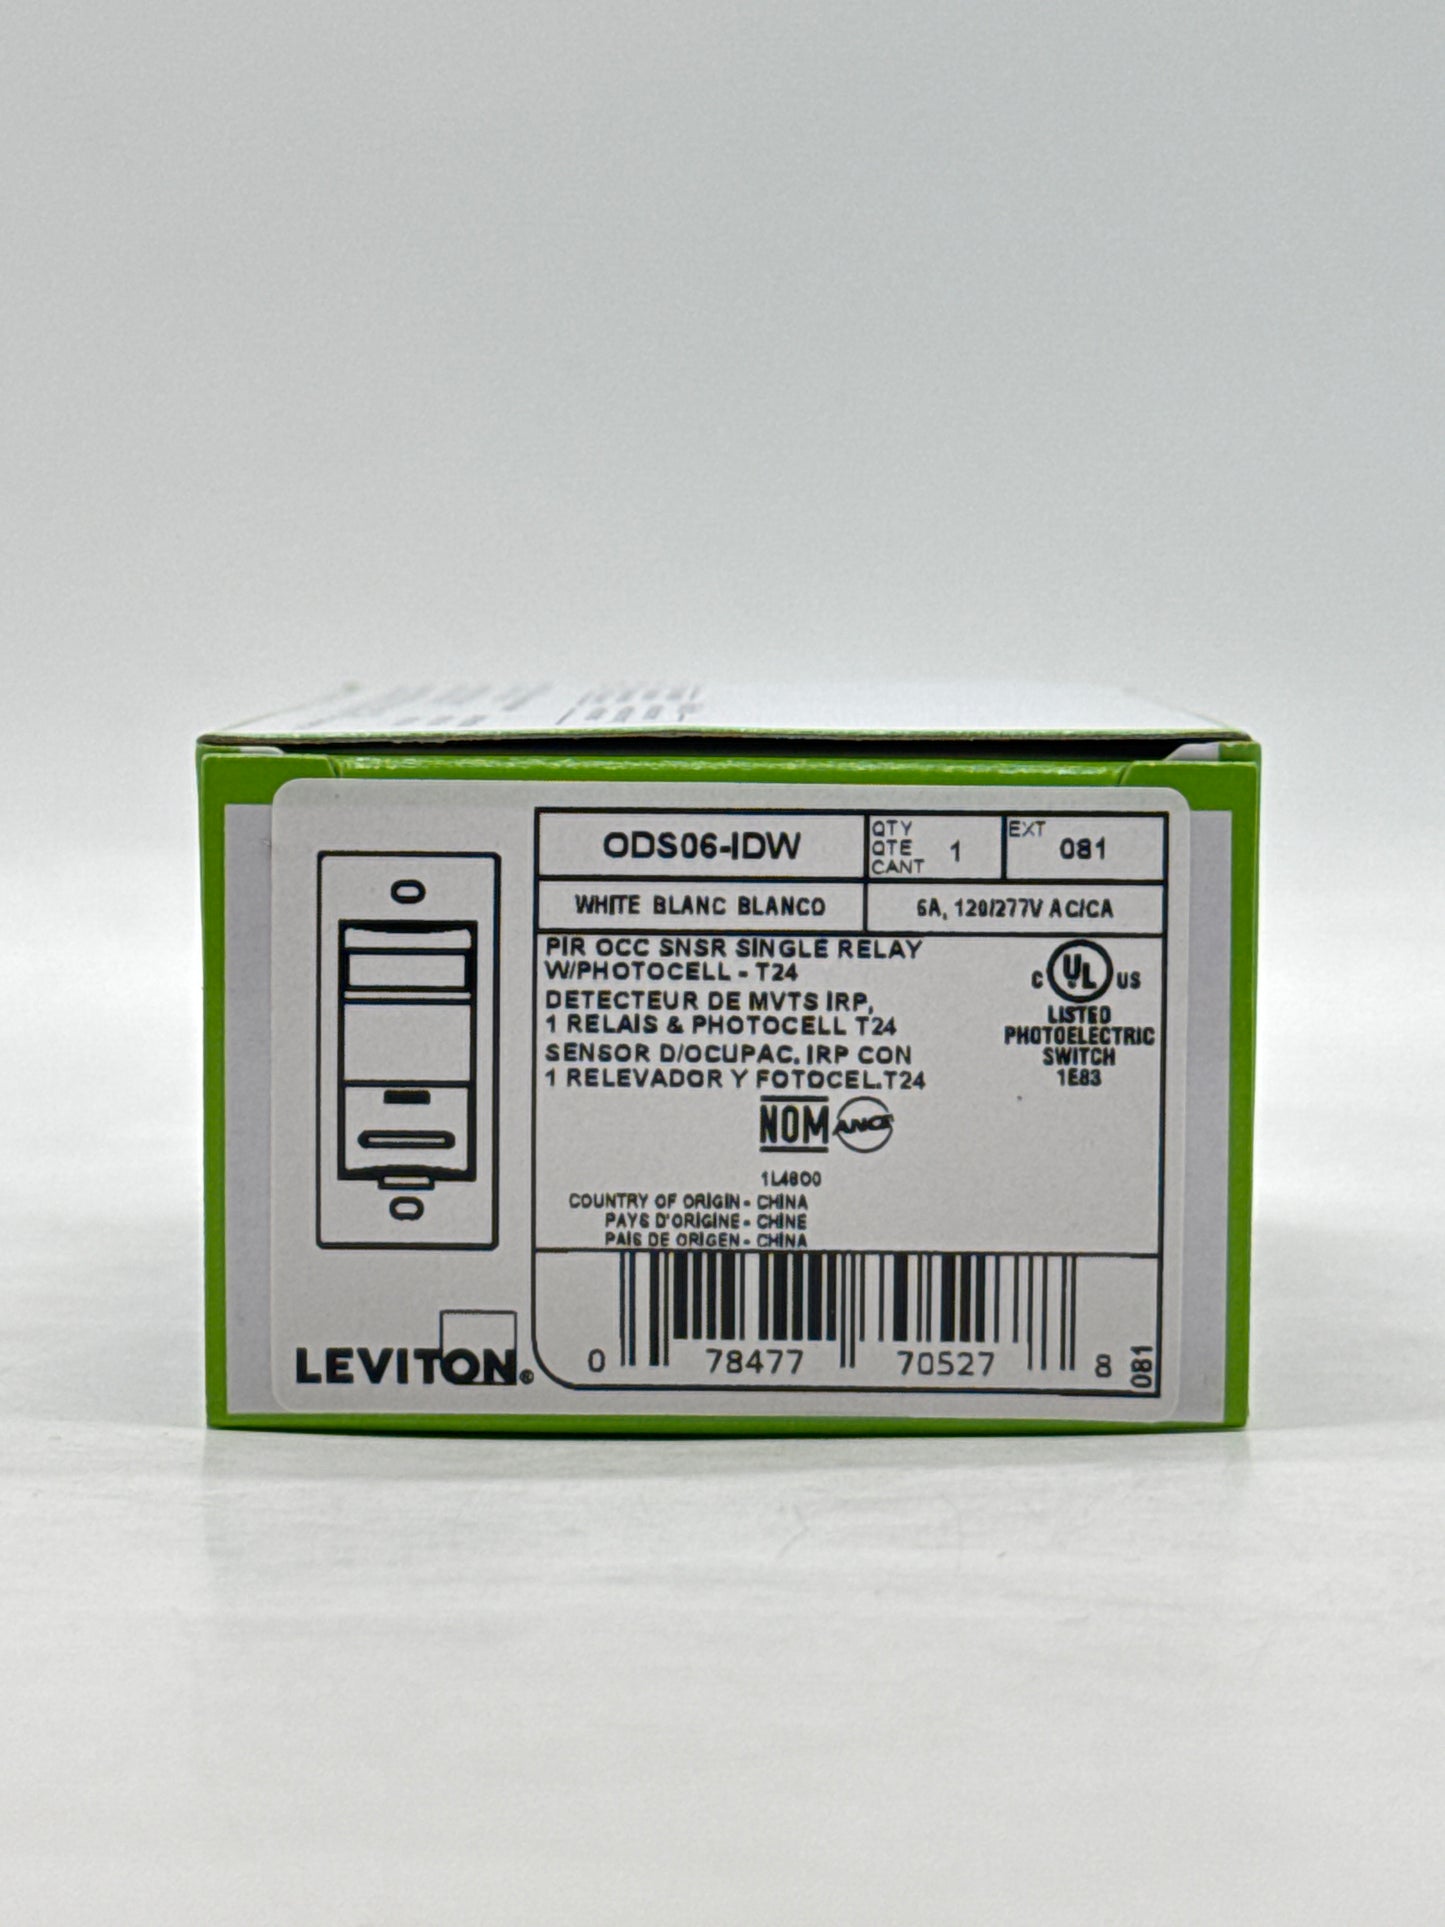 ODS06-IDW
QTY
QTE
CANT
1
EXT
081
WHITE BLANC BLANCO
6A, 120/277V AC/CA
PIR OCC SNSR SINGLE RELAY
W/PHOTOCELL - T24
DETECTEUR DE MVTS IRP,
1 RELAIS & PHOTOCELL T24
SENSOR D/OCUPAC. IRP CON
1 RELEVADOR Y FOTOCEL.T24
C UL US
LISTED
PHOTOELECTRIC
SWITCH
1E83
NOM ANCE
1L4800
COUNTRY OF ORIGIN - CHINA
PAYS D'ORIGINE - CHINE
PAIS DE ORIGEN - CHINA
0 78477 70527 8
081
LEVITON®